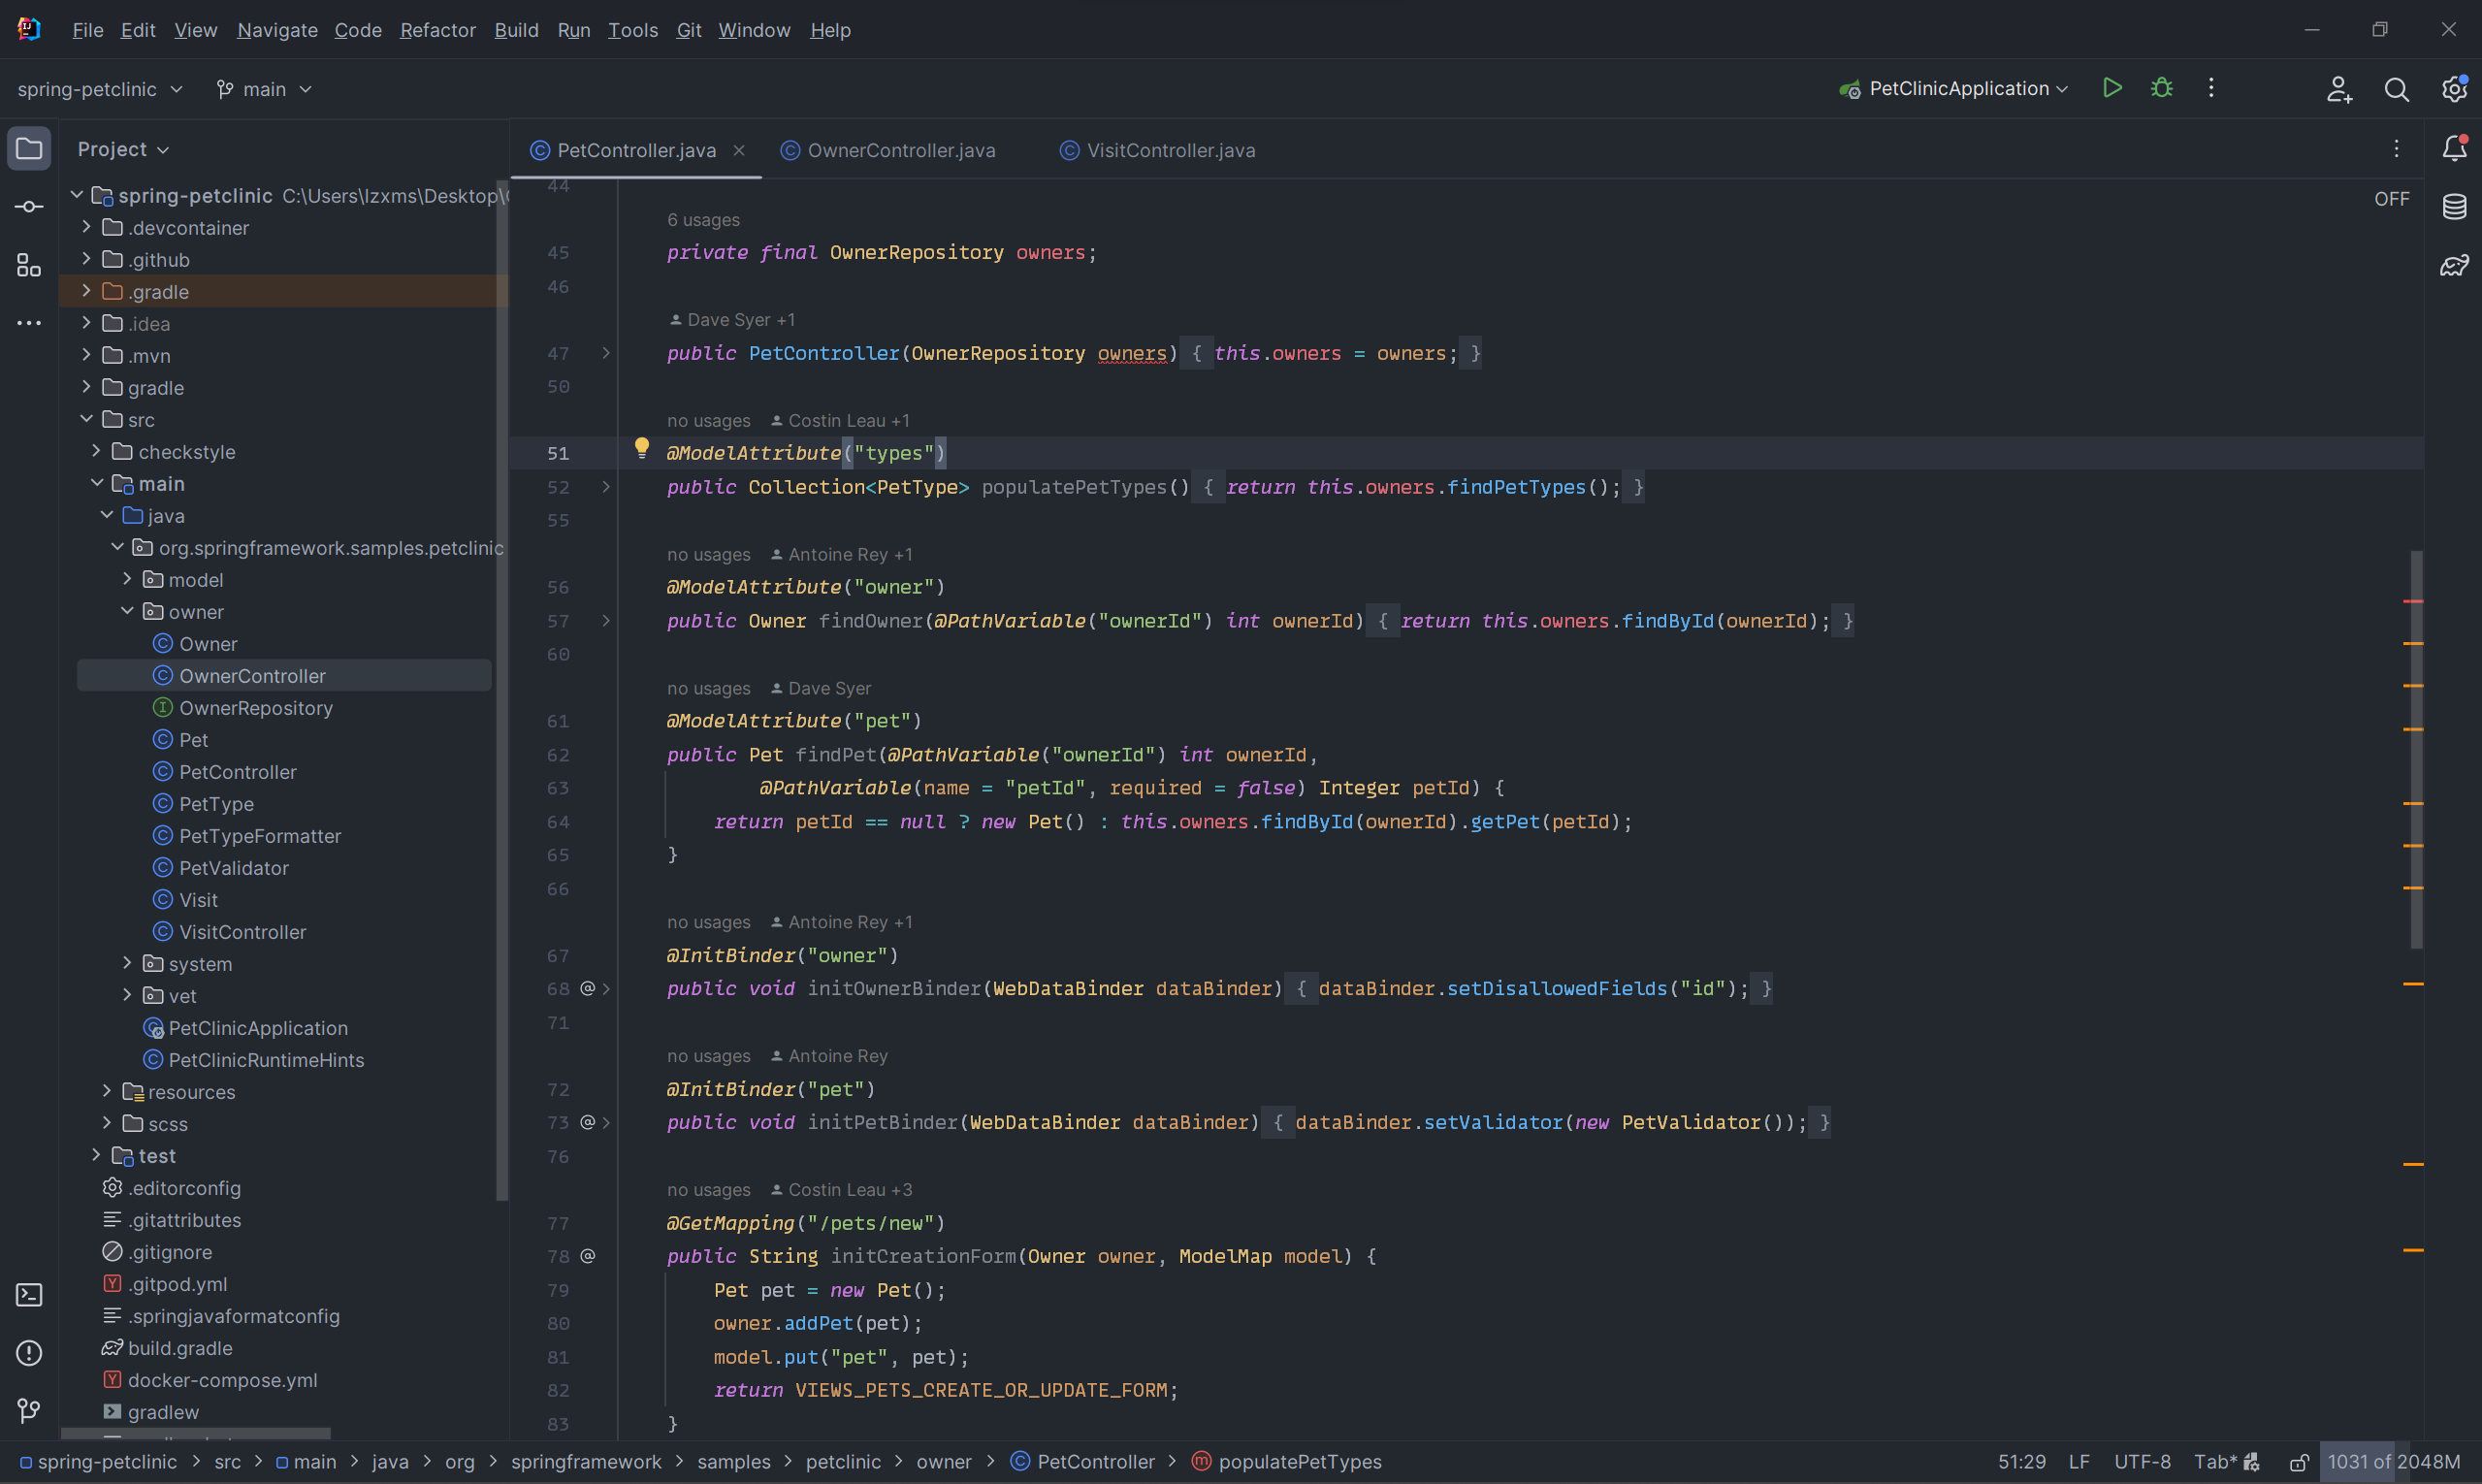 File Edit View Navigate Code Refactor Build Run Tools Git Window Help
spring-petclinic main PetClinicApplication
Project
spring-petclinic C:\Users\Izxms\Desktop\
.devcontainer
.github
.gradle
.idea
.mvn
gradle
src
checkstyle
main
java
org.springframework.samples.petclinic
model
owner
Owner
OwnerController
OwnerRepository
Pet
PetController
PetType
PetTypeFormatter
PetValidator
Visit
VisitController
system
vet
PetClinicApplication
PetClinicRuntimeHints
resources
scss
test
.editorconfig
.gitattributes
.gitignore
.gitpod.yml
.springjavaformatconfig
build.gradle
docker-compose.yml
gradlew
PetController.java OwnerController.java VisitController.java
OFF
44
6 usages
45 private final OwnerRepository owners;
46
Dave Syer +1
47 public PetController(OwnerRepository owners) { this.owners = owners; }
50
no usages Costin Leau +1
51 @ModelAttribute("types")
52 public Collection<PetType> populatePetTypes() { return this.owners.findPetTypes(); }
55
no usages Antoine Rey +1
56 @ModelAttribute("owner")
57 public Owner findOwner(@PathVariable("ownerId") int ownerId) { return this.owners.findById(ownerId); }
60
no usages Dave Syer
61 @ModelAttribute("pet")
62 public Pet findPet(@PathVariable("ownerId") int ownerId,
63 @PathVariable(name = "petId", required = false) Integer petId) {
64 return petId == null ? new Pet() : this.owners.findById(ownerId).getPet(petId);
65 }
66
no usages Antoine Rey +1
67 @InitBinder("owner")
68 @ public void initOwnerBinder(WebDataBinder dataBinder) { dataBinder.setDisallowedFields("id"); }
71
no usages Antoine Rey
72 @InitBinder("pet")
73 @ public void initPetBinder(WebDataBinder dataBinder) { dataBinder.setValidator(new PetValidator()); }
76
no usages Costin Leau +3
77 @GetMapping("/pets/new")
78 @ public String initCreationForm(Owner owner, ModelMap model) {
79 Pet pet = new Pet();
80 owner.addPet(pet);
81 model.put("pet", pet);
82 return VIEWS_PETS_CREATE_OR_UPDATE_FORM;
83 }
spring-petclinic > src > main > java > org > springframework > samples > petclinic > owner > PetController > populatePetTypes 51:29 LF UTF-8 Tab* 1031 of 2048M